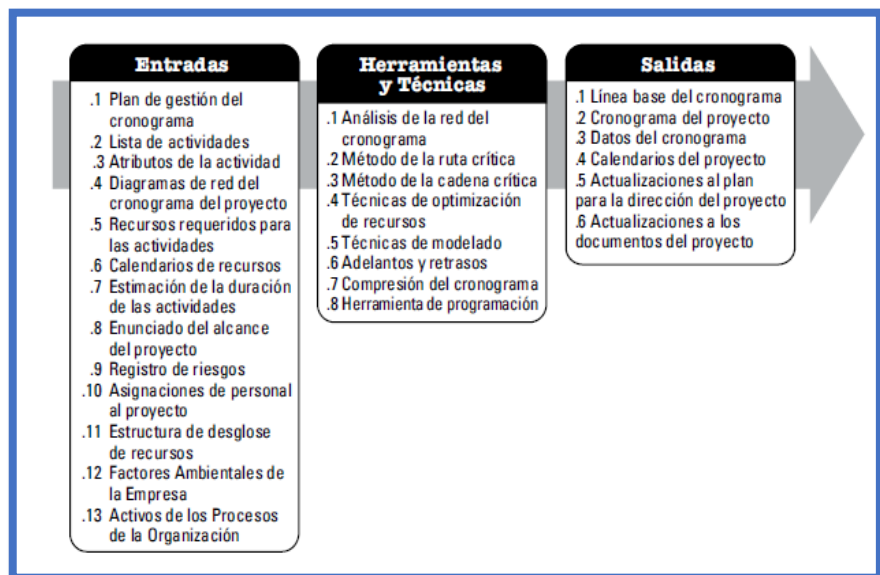 Entradas
.1 Plan de gestión del
cronograma
.2 Lista de actividades
.3 Atributos de la actividad
.4 Diagramas de red del
cronograma del proyecto
.5 Recursos requeridos para
las actividades
.6 Calendarios de recursos
.7 Estimación de la duración
de las actividades
.8 Enunciado del alcance
del proyecto
.9 Registro de riesgos
.10 Asignaciones de personal
al proyecto
.11 Estructura de desglose
de recursos
.12 Factores Ambientales de
la Empresa
.13 Activos de los Procesos
de la Organización
Herramientas
y Técnicas
.1 Análisis de la red del
cronograma
.2 Método de la ruta crítica
.3 Método de la cadena crítica
.4 Técnicas de optimización
de recursos
.5 Técnicas de modelado
.6 Adelantos y retrasos
.7 Compresión del cronograma
.8 Herramienta de programación
Salidas
.1 Línea base del cronograma
.2 Cronograma del proyecto
.3 Datos del cronograma
.4 Calendarios del proyecto
.5 Actualizaciones al plan
para la dirección del proyecto
.6 Actualizaciones a los
documentos del proyecto